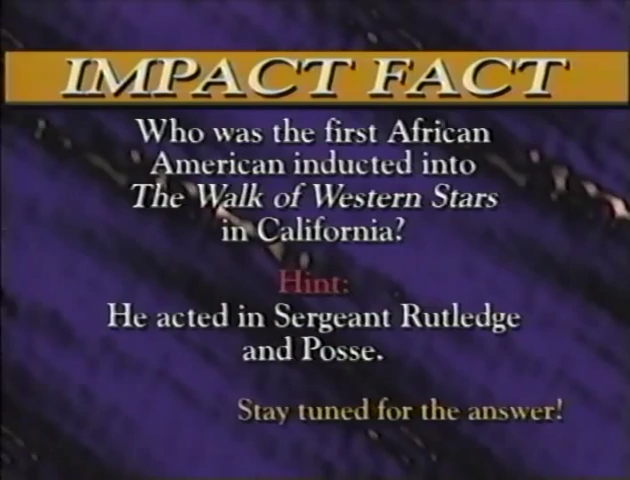 IMPACT FACT
Who was the first African
American inducted into
The Walk of Western Stars
in California?
Hint:
He acted in Sergeant Rutledge
and Posse.
Stay tuned for the answer!